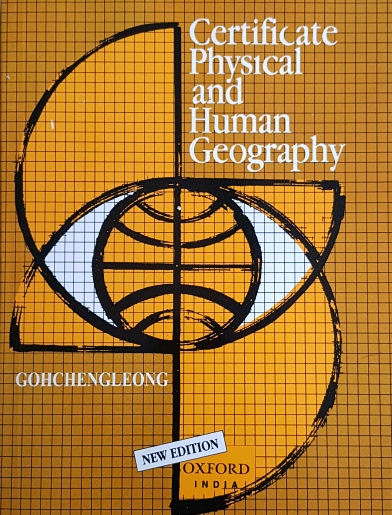 Certificate
Physical
and
Human
Geography
GOHCHENGLEONG
NEW EDITION
OXFORD
INDIA